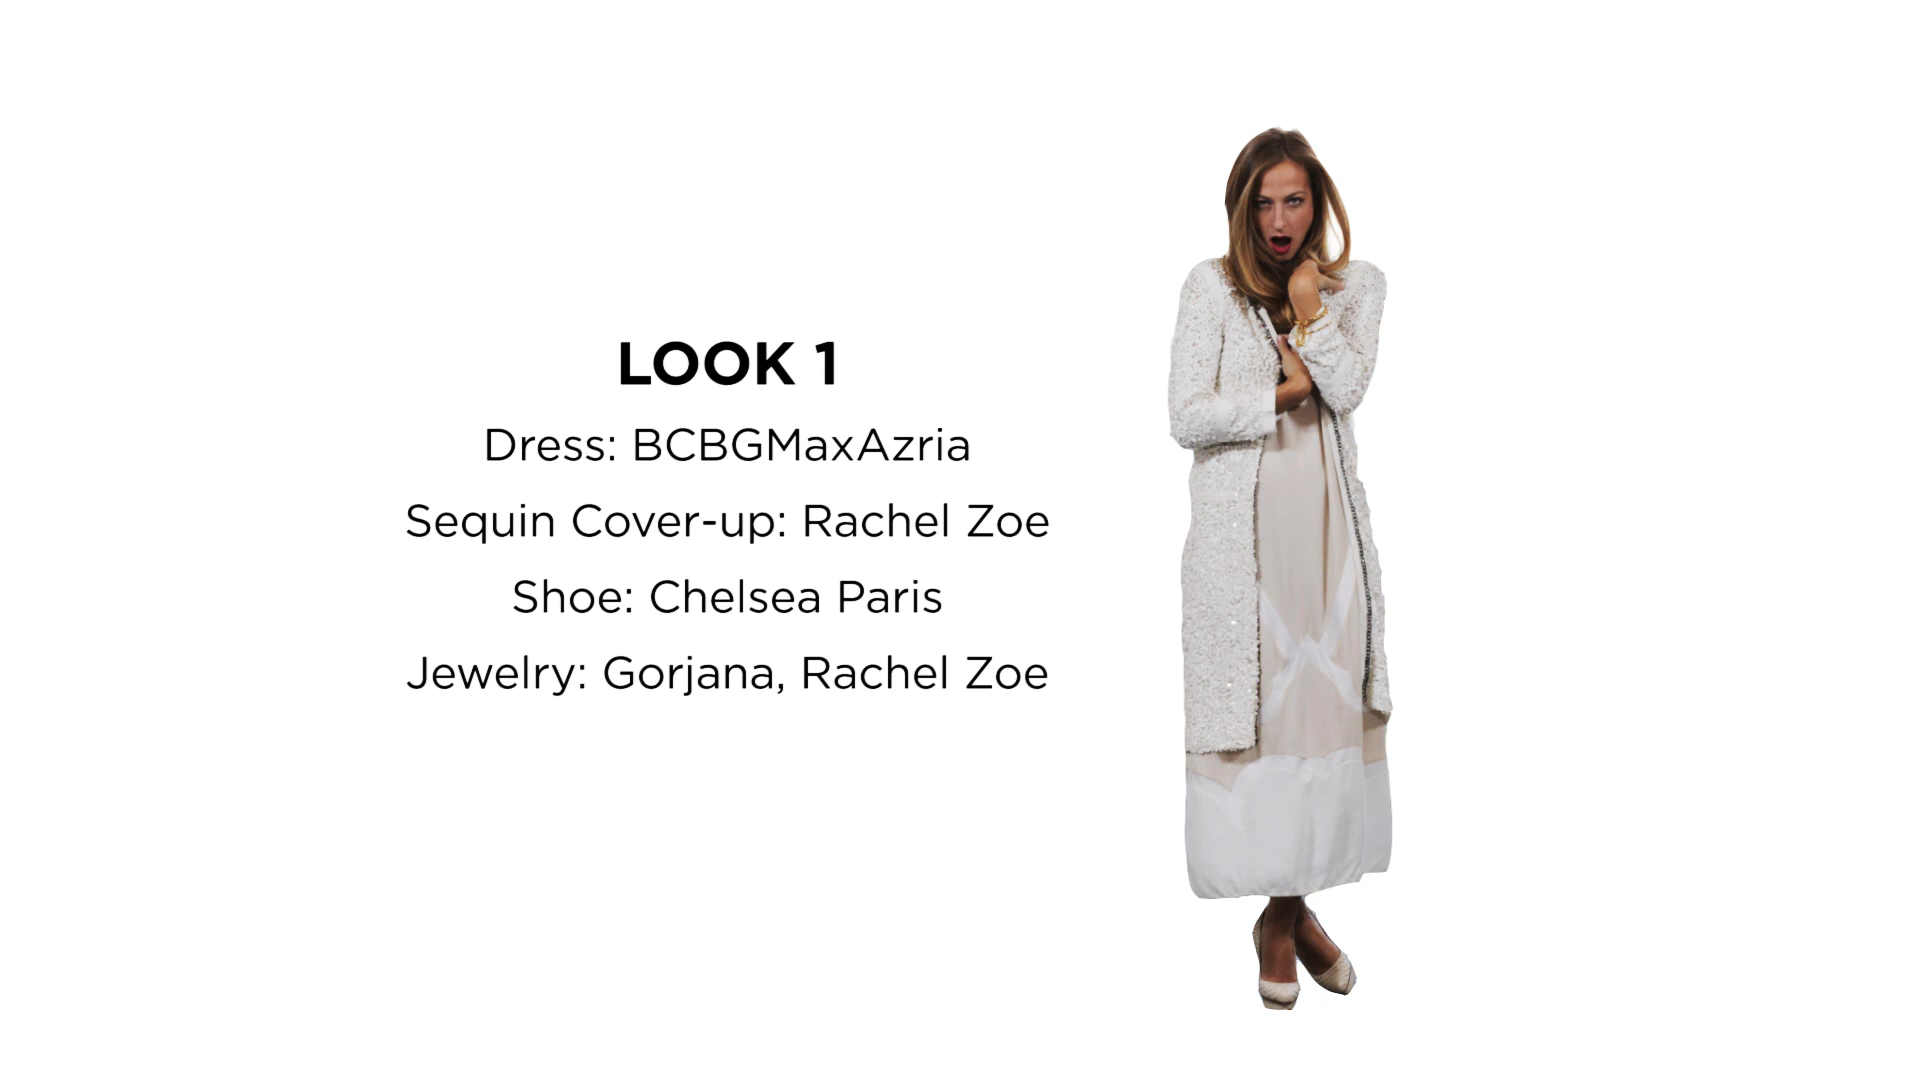 LOOK 1
Dress: BCBGMaxAzria
Sequin Cover-up: Rachel Zoe
Shoe: Chelsea Paris
Jewelry: Gorjana, Rachel Zoe